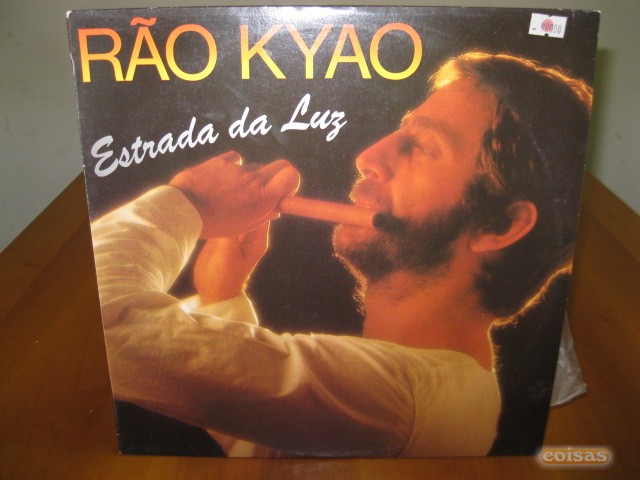 RÃO KYAO
Estrada da Luz
coisas